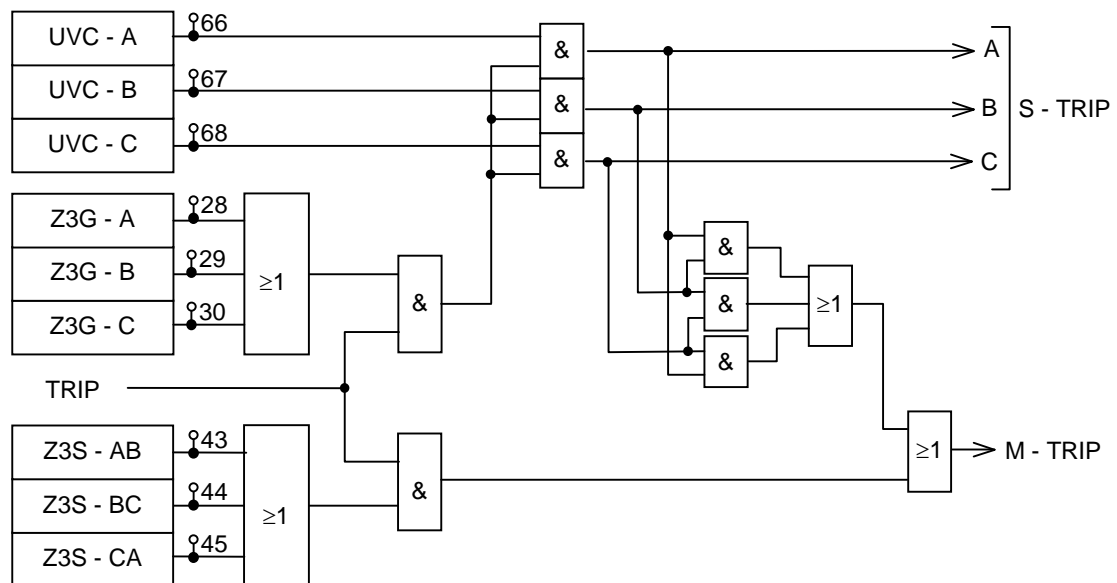 UVC - A 66
UVC - B 67
UVC - C 68
& A
& B
& C
S - TRIP
Z3G - A 28
Z3G - B 29
Z3G - C 30
≥1
&
&
&
&
≥1
TRIP
Z3S - AB 43
Z3S - BC 44
Z3S - CA 45
≥1
&
≥1
M - TRIP